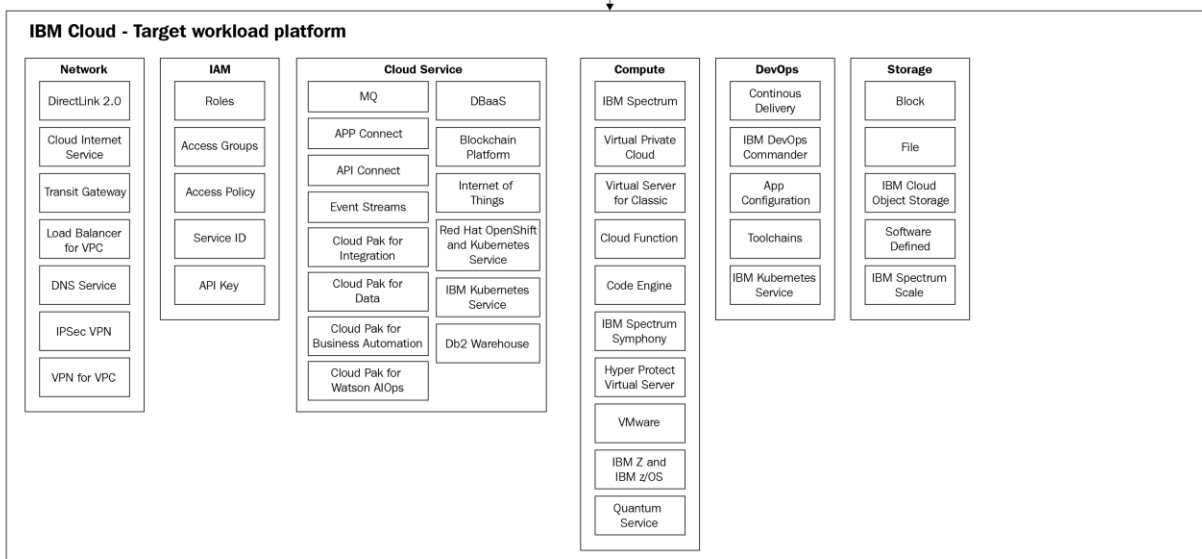 IBM Cloud - Target workload platform
Network
DirectLink 2.0
Cloud Internet
Service
Transit Gateway
Load Balancer
for VPC
DNS Service
IPSec VPN
VPN for VPC
IAM
Roles
Access Groups
Access Policy
Service ID
API Key
Cloud Service
MQ
APP Connect
API Connect
Event Streams
Cloud Pak for
Integration
Cloud Pak for
Data
Cloud Pak for
Business Automation
Cloud Pak for
Watson AIOps
DBaaS
Blockchain
Platform
Internet of
Things
Red Hat OpenShift
and Kubernetes
Service
IBM Kubernetes
Service
Db2 Warehouse
Compute
IBM Spectrum
Virtual Private
Cloud
Virtual Server
for Classic
Cloud Function
Code Engine
IBM Spectrum
Symphony
Hyper Protect
Virtual Server
VMware
IBM Z and
IBM z/OS
Quantum
Service
DevOps
Continous
Delivery
IBM DevOps
Commander
App
Configuration
Toolchains
IBM Kubernetes
Service
Storage
Block
File
IBM Cloud
Object Storage
Software
Defined
IBM Spectrum
Scale